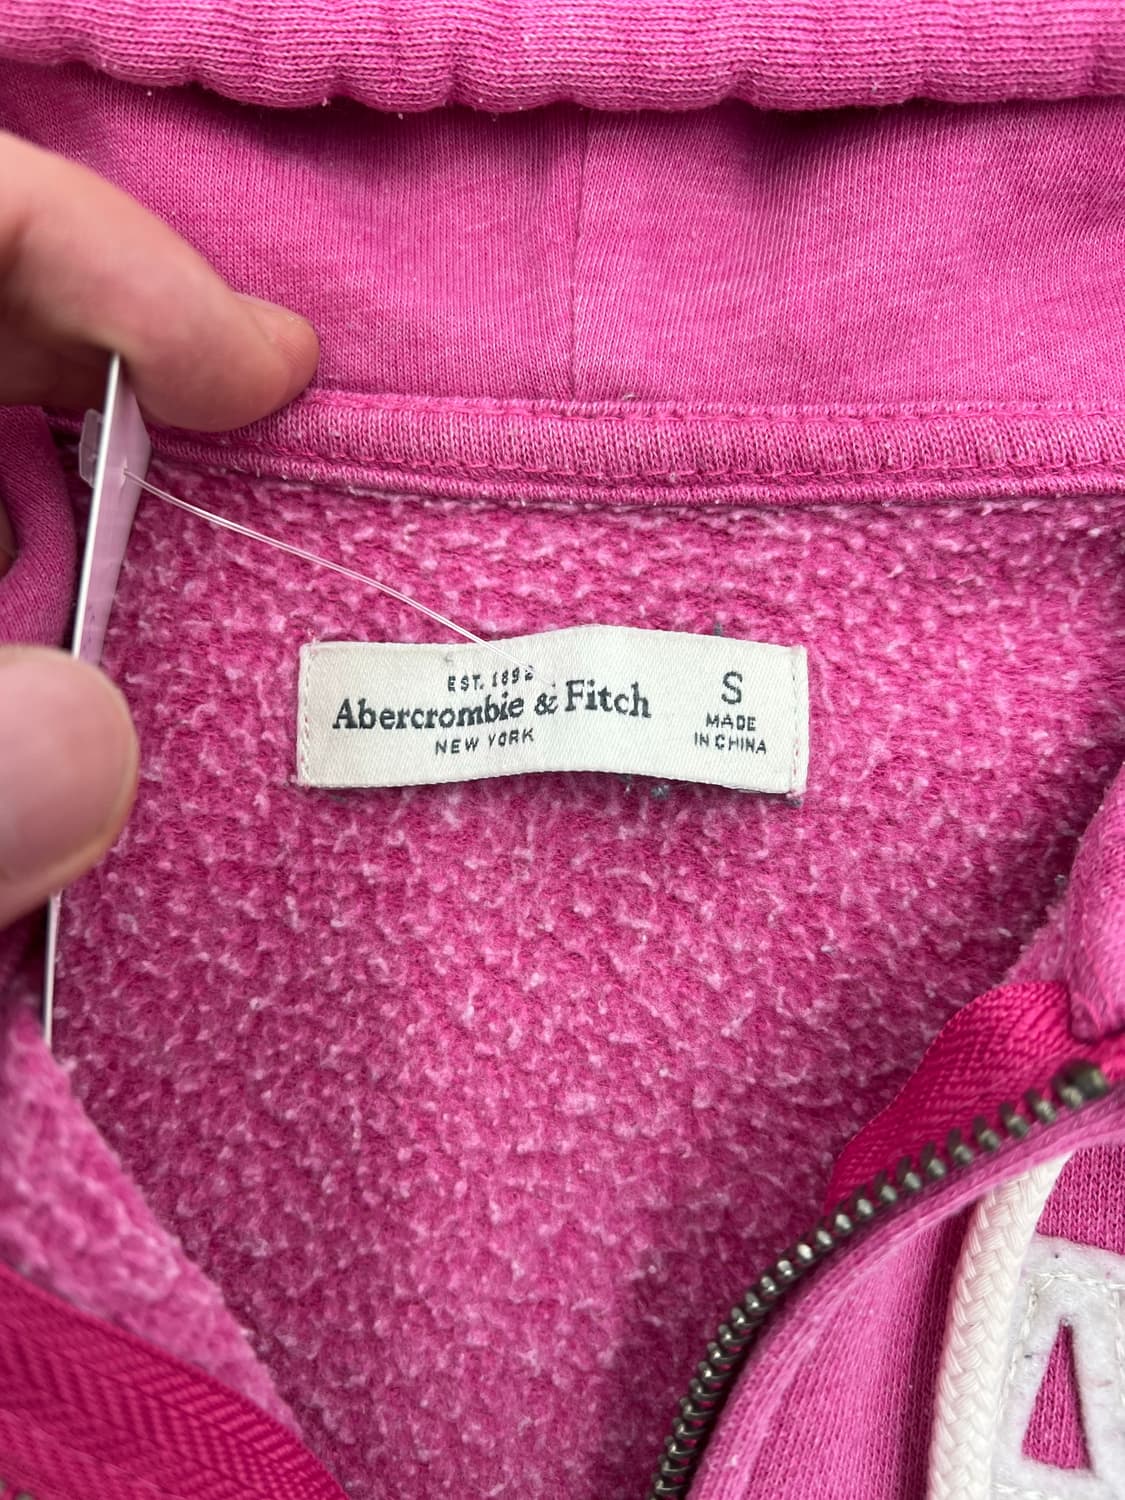 EST. 1892
Abercrombie & Fitch
NEW YORK
S
MADE
IN CHINA
A